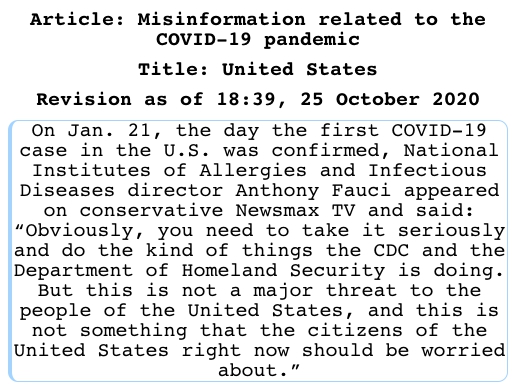 Article: Misinformation related to the
COVID-19 pandemic
Title: United States
Revision as of 18:39, 25 October 2020
On Jan. 21, the day the first COVID-19
case in the U.S. was confirmed, National
Institutes of Allergies and Infectious
Diseases director Anthony Fauci appeared
on conservative Newsmax TV and said:
“Obviously, you need to take it seriously
and do the kind of things the CDC and the
Department of Homeland Security is doing.
But this is not a major threat to the
people of the United States, and this is
not something that the citizens of the
United States right now should be worried
about.”